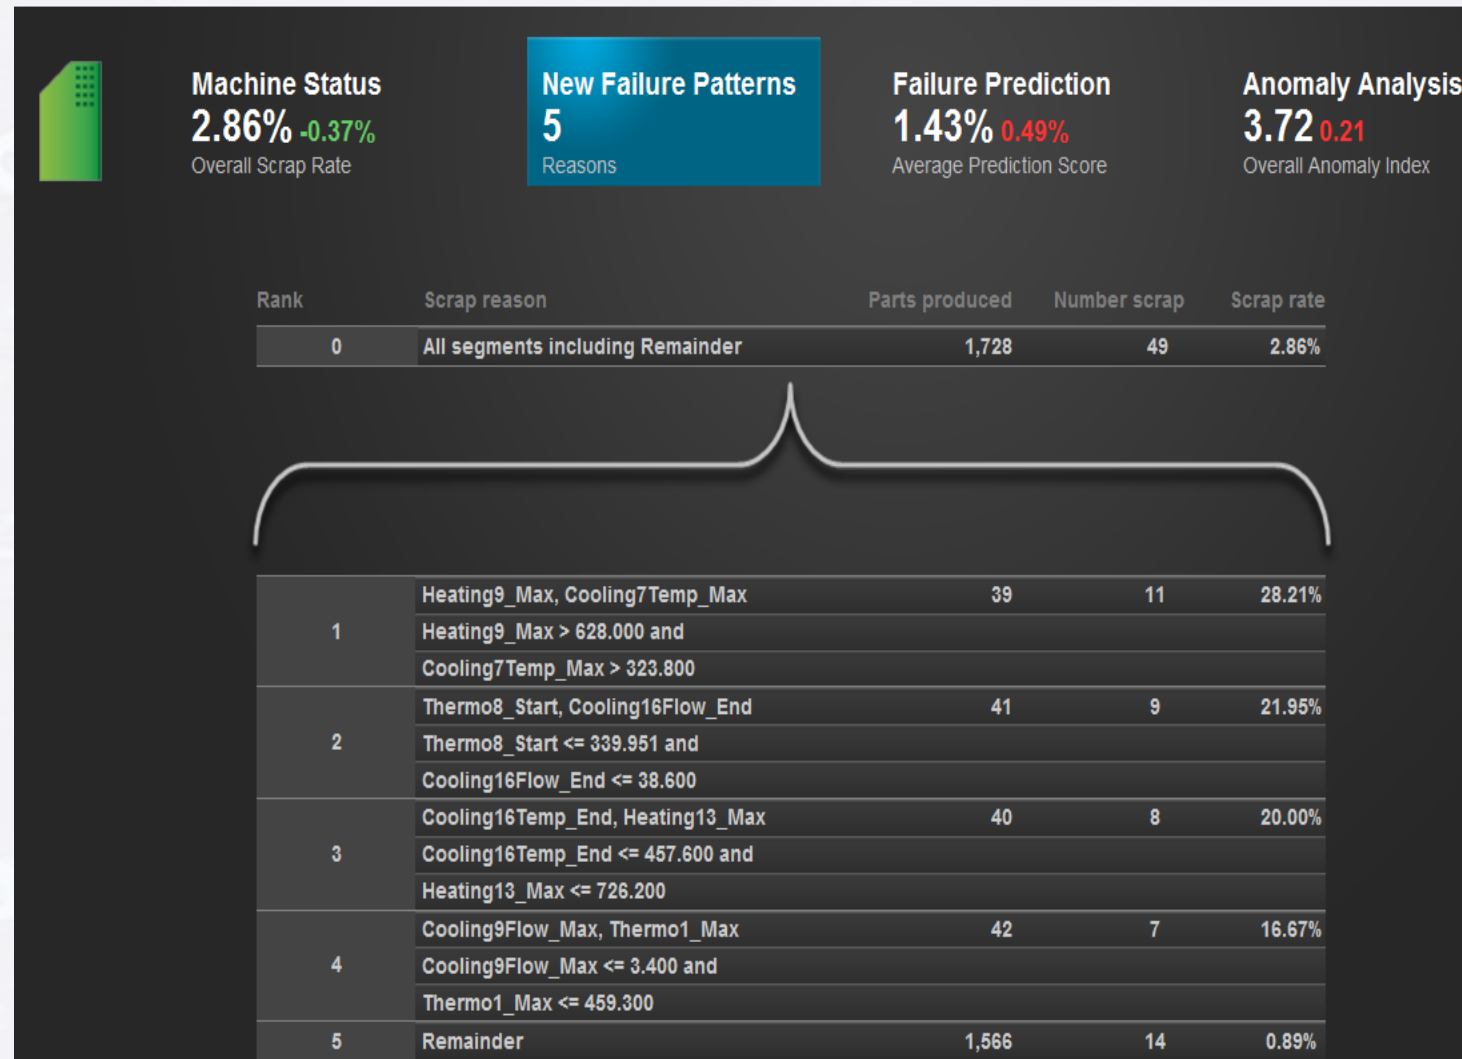 Machine Status
2.86% -0.37%
Overall Scrap Rate
New Failure Patterns
5
Reasons
Failure Prediction
1.43% 0.49%
Average Prediction Score
Anomaly Analysis
3.72 0.21
Overall Anomaly Index
Rank Scrap reason Parts produced Number scrap Scrap rate
0 All segments including Remainder 1,728 49 2.86%
Heating9_Max, Cooling7Temp_Max 39 11 28.21%
1 Heating9_Max > 628.000 and
Cooling7Temp_Max > 323.800
Thermo8_Start, Cooling16Flow_End 41 9 21.95%
2 Thermo8_Start <= 339.951 and
Cooling16Flow_End <= 38.600
Cooling16Temp_End, Heating13_Max 40 8 20.00%
3 Cooling16Temp_End <= 457.600 and
Heating13_Max <= 726.200
Cooling9Flow_Max, Thermo1_Max 42 7 16.67%
4 Cooling9Flow_Max <= 3.400 and
Thermo1_Max <= 459.300
5 Remainder 1,566 14 0.89%